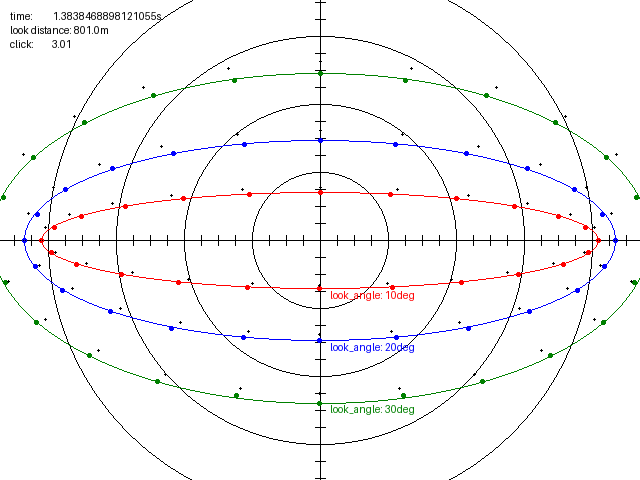 time: 1.3838468898121055s
look distance: 801.0m
click: 3.01
look_angle: 10deg
look_angle: 20deg
look_angle: 30deg